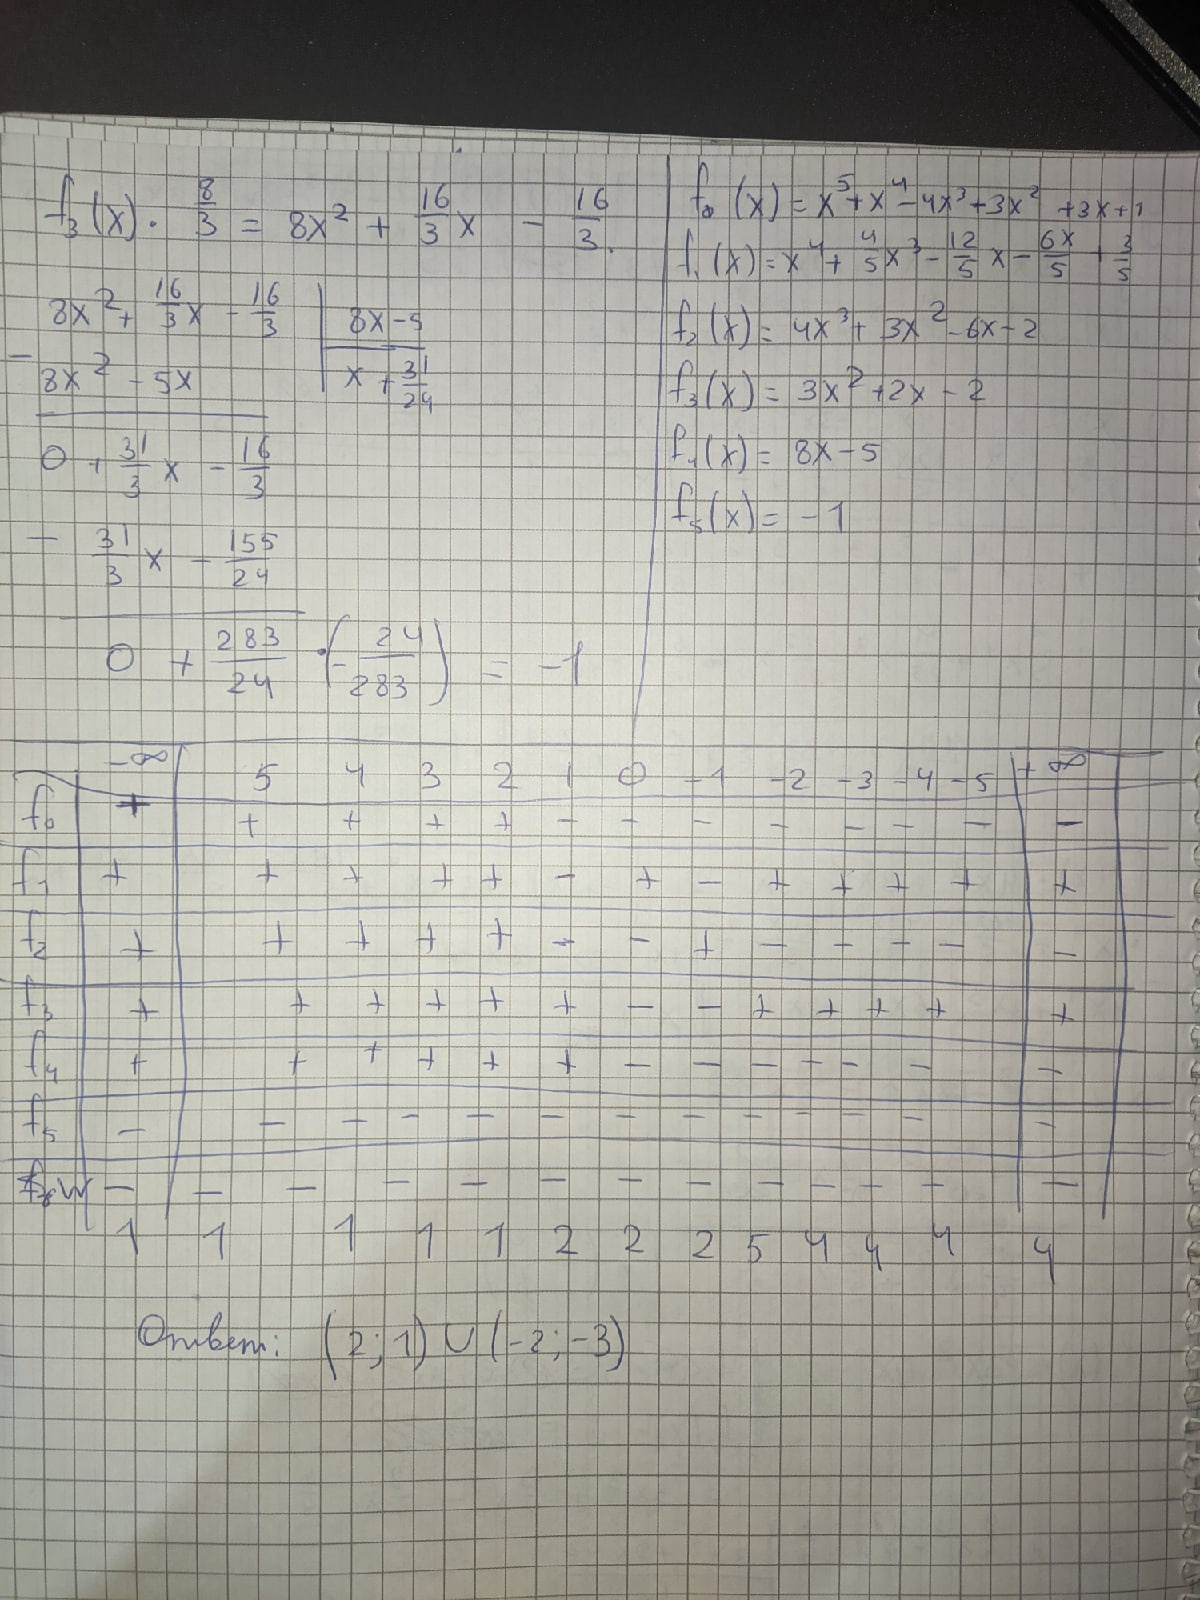 f₃(x) · 8/3 = 8x² + 16/3 x - 16/3.
8x² + 16/3 x - 16/3 | 8x-5
- 8x² - 5x | x + 31/24
0 + 31/3 x - 16/3
- 31/3 x - 155/24
0 + 283/24 · (- 24/283) = -1
f₀(x) = x⁵+x⁴-4x³+3x²+3x+1
f₁(x) = x⁴+ 4/5 x³ - 12/5 x - 6x/5 + 3/5
f₂(x) = 4x³+ 3x²-6x-2
f₃(x) = 3x²+2x-2
f₄(x) = 8x-5
f₅(x) = -1
-∞ 5 4 3 2 1 0 -1 -2 -3 -4 -5 +∞
f₀ + + + + + - - - - - - - -
f₁ + + + + + - + - + + + + +
f₂ + + + + + - - + - - - - -
f₃ + + + + + + - - + + + + +
f₄ + + + + + + - - - - - - -
f₅ - - - - - - - - - - - - -
- - - - - - - - - - - - - -
1 1 1 1 1 2 2 2 5 4 4 4 4
Ответ: (2; 1) ∪ (-2; -3)